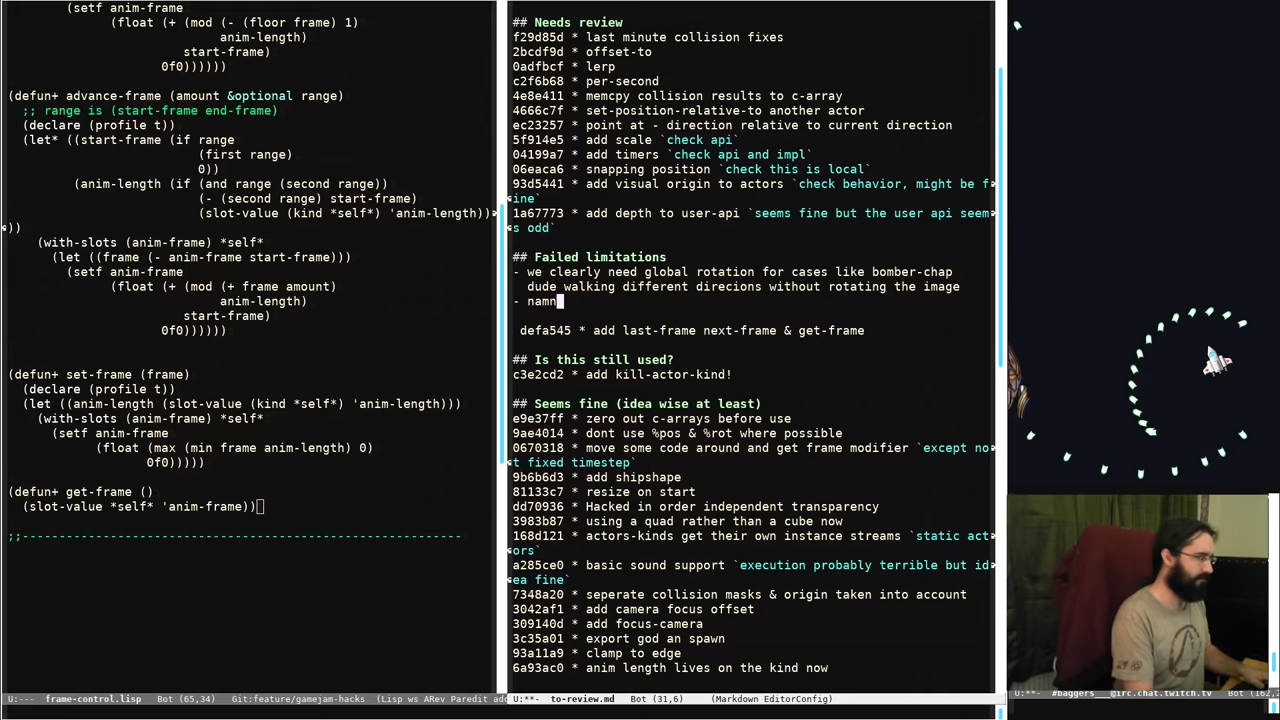 (setf anim-frame
(float (+ (mod (- (floor frame) 1)
anim-length)
start-frame)
0f0))))))
(defun+ advance-frame (amount &optional range)
;; range is (start-frame end-frame)
(declare (profile t))
(let* ((start-frame (if range
(first range)
0))
(anim-length (if (and range (second range))
(- (second range) start-frame)
(slot-value (kind *self*) 'anim-length))
))
(with-slots (anim-frame) *self*
(let ((frame (- anim-frame start-frame)))
(setf anim-frame
(float (+ (mod (+ frame amount)
anim-length)
start-frame)
0f0))))))
(defun+ set-frame (frame)
(declare (profile t))
(let ((anim-length (slot-value (kind *self*) 'anim-length)))
(with-slots (anim-frame) *self*
(setf anim-frame
(float (max (min frame anim-length) 0)
0f0)))))
(defun+ get-frame ()
(slot-value *self* 'anim-frame))
;;-------------------------------------------------------------
U:--- frame-control.lisp Bot (65,34) Git:feature/gamejam-hacks (Lisp ws ARev Paredit add
## Needs review
f29d85d * last minute collision fixes
2bcdf9d * offset-to
0adfbcf * lerp
c2f6b68 * per-second
4e8e411 * memcpy collision results to c-array
4666c7f * set-position-relative-to another actor
ec23257 * point at - direction relative to current direction
5f914e5 * add scale `check api`
04199a7 * add timers `check api and impl`
06eaca6 * snapping position `check this is local`
93d5441 * add visual origin to actors `check behavior, might be f
ine`
1a67773 * add depth to user-api `seems fine but the user api seem
s odd`
## Failed limitations
- we clearly need global rotation for cases like bomber-chap
dude walking different direcions without rotating the image
- namn
defa545 * add last-frame next-frame & get-frame
## Is this still used?
c3e2cd2 * add kill-actor-kind!
## Seems fine (idea wise at least)
e9e37ff * zero out c-arrays before use
9ae4014 * dont use %pos & %rot where possible
0670318 * move some code around and get frame modifier `except no
t fixed timestep`
9b6b6d3 * add shipshape
81133c7 * resize on start
dd70936 * Hacked in order independent transparency
3983b87 * using a quad rather than a cube now
168d121 * actors-kinds get their own instance streams `static act
ors`
a285ce0 * basic sound support `execution probably terrible but id
ea fine`
7348a20 * seperate collision masks & origin taken into account
3042af1 * add camera focus offset
309140d * add focus-camera
3c35a01 * export god an spawn
93a11a9 * clamp to edge
6a93ac0 * anim length lives on the kind now
U:**- to-review.md Bot (31,6) (Markdown EditorConfig)
U:**- #baggers___@irc.chat.twitch.tv Bot (162,2